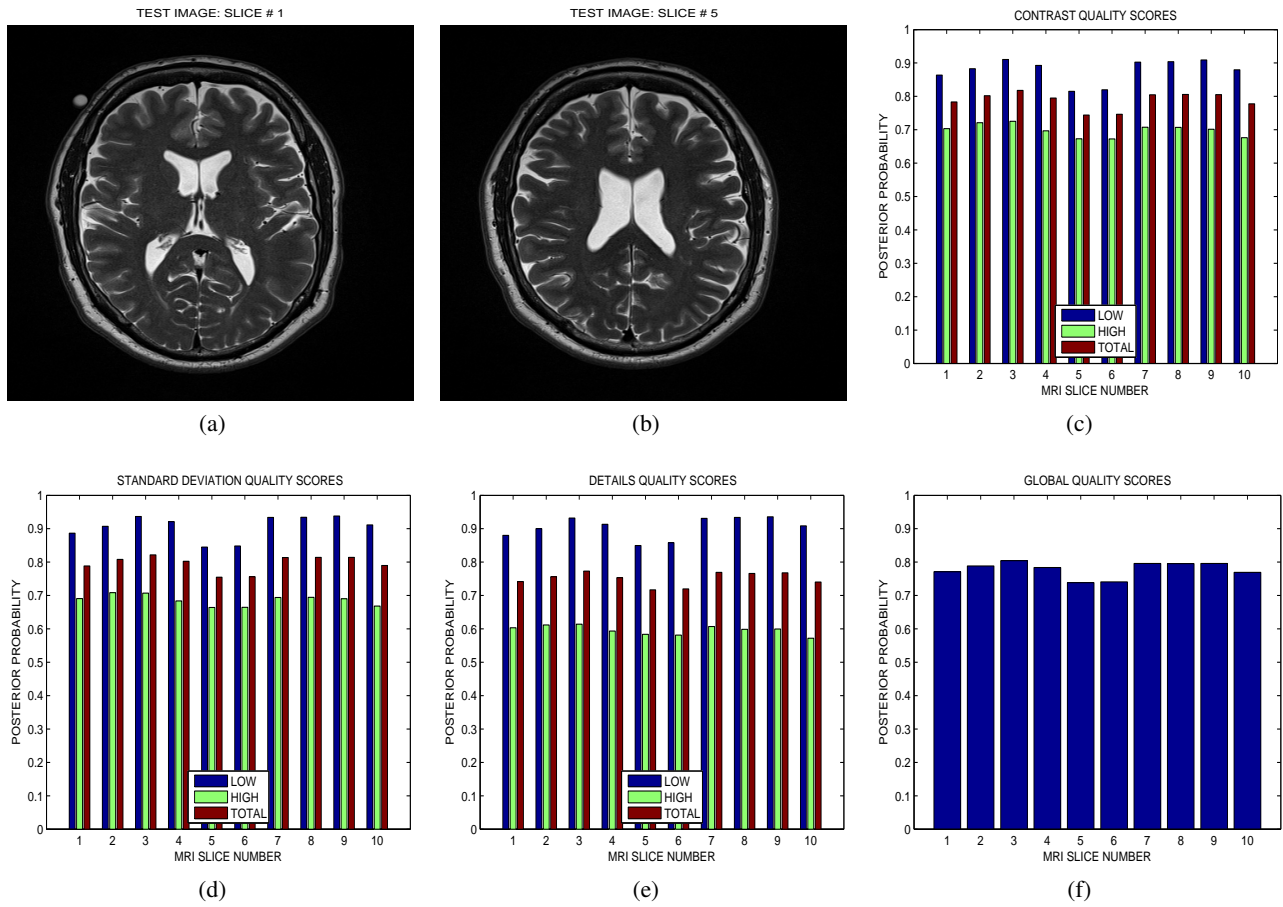 TEST IMAGE: SLICE # 1
(a)
TEST IMAGE: SLICE # 5
(b)
CONTRAST QUALITY SCORES
POSTERIOR PROBABILITY
1
0.9
0.8
0.7
0.6
0.5
0.4
0.3
0.2
0.1
0
LOW
HIGH
TOTAL
1 2 3 4 5 6 7 8 9 10
MRI SLICE NUMBER
(c)
STANDARD DEVIATION QUALITY SCORES
POSTERIOR PROBABILITY
1
0.9
0.8
0.7
0.6
0.5
0.4
0.3
0.2
0.1
0
LOW
HIGH
TOTAL
1 2 3 4 5 6 7 8 9 10
MRI SLICE NUMBER
(d)
DETAILS QUALITY SCORES
POSTERIOR PROBABILITY
1
0.9
0.8
0.7
0.6
0.5
0.4
0.3
0.2
0.1
0
LOW
HIGH
TOTAL
1 2 3 4 5 6 7 8 9 10
MRI SLICE NUMBER
(e)
GLOBAL QUALITY SCORES
POSTERIOR PROBABILITY
1
0.9
0.8
0.7
0.6
0.5
0.4
0.3
0.2
0.1
0
1 2 3 4 5 6 7 8 9 10
MRI SLICE NUMBER
(f)